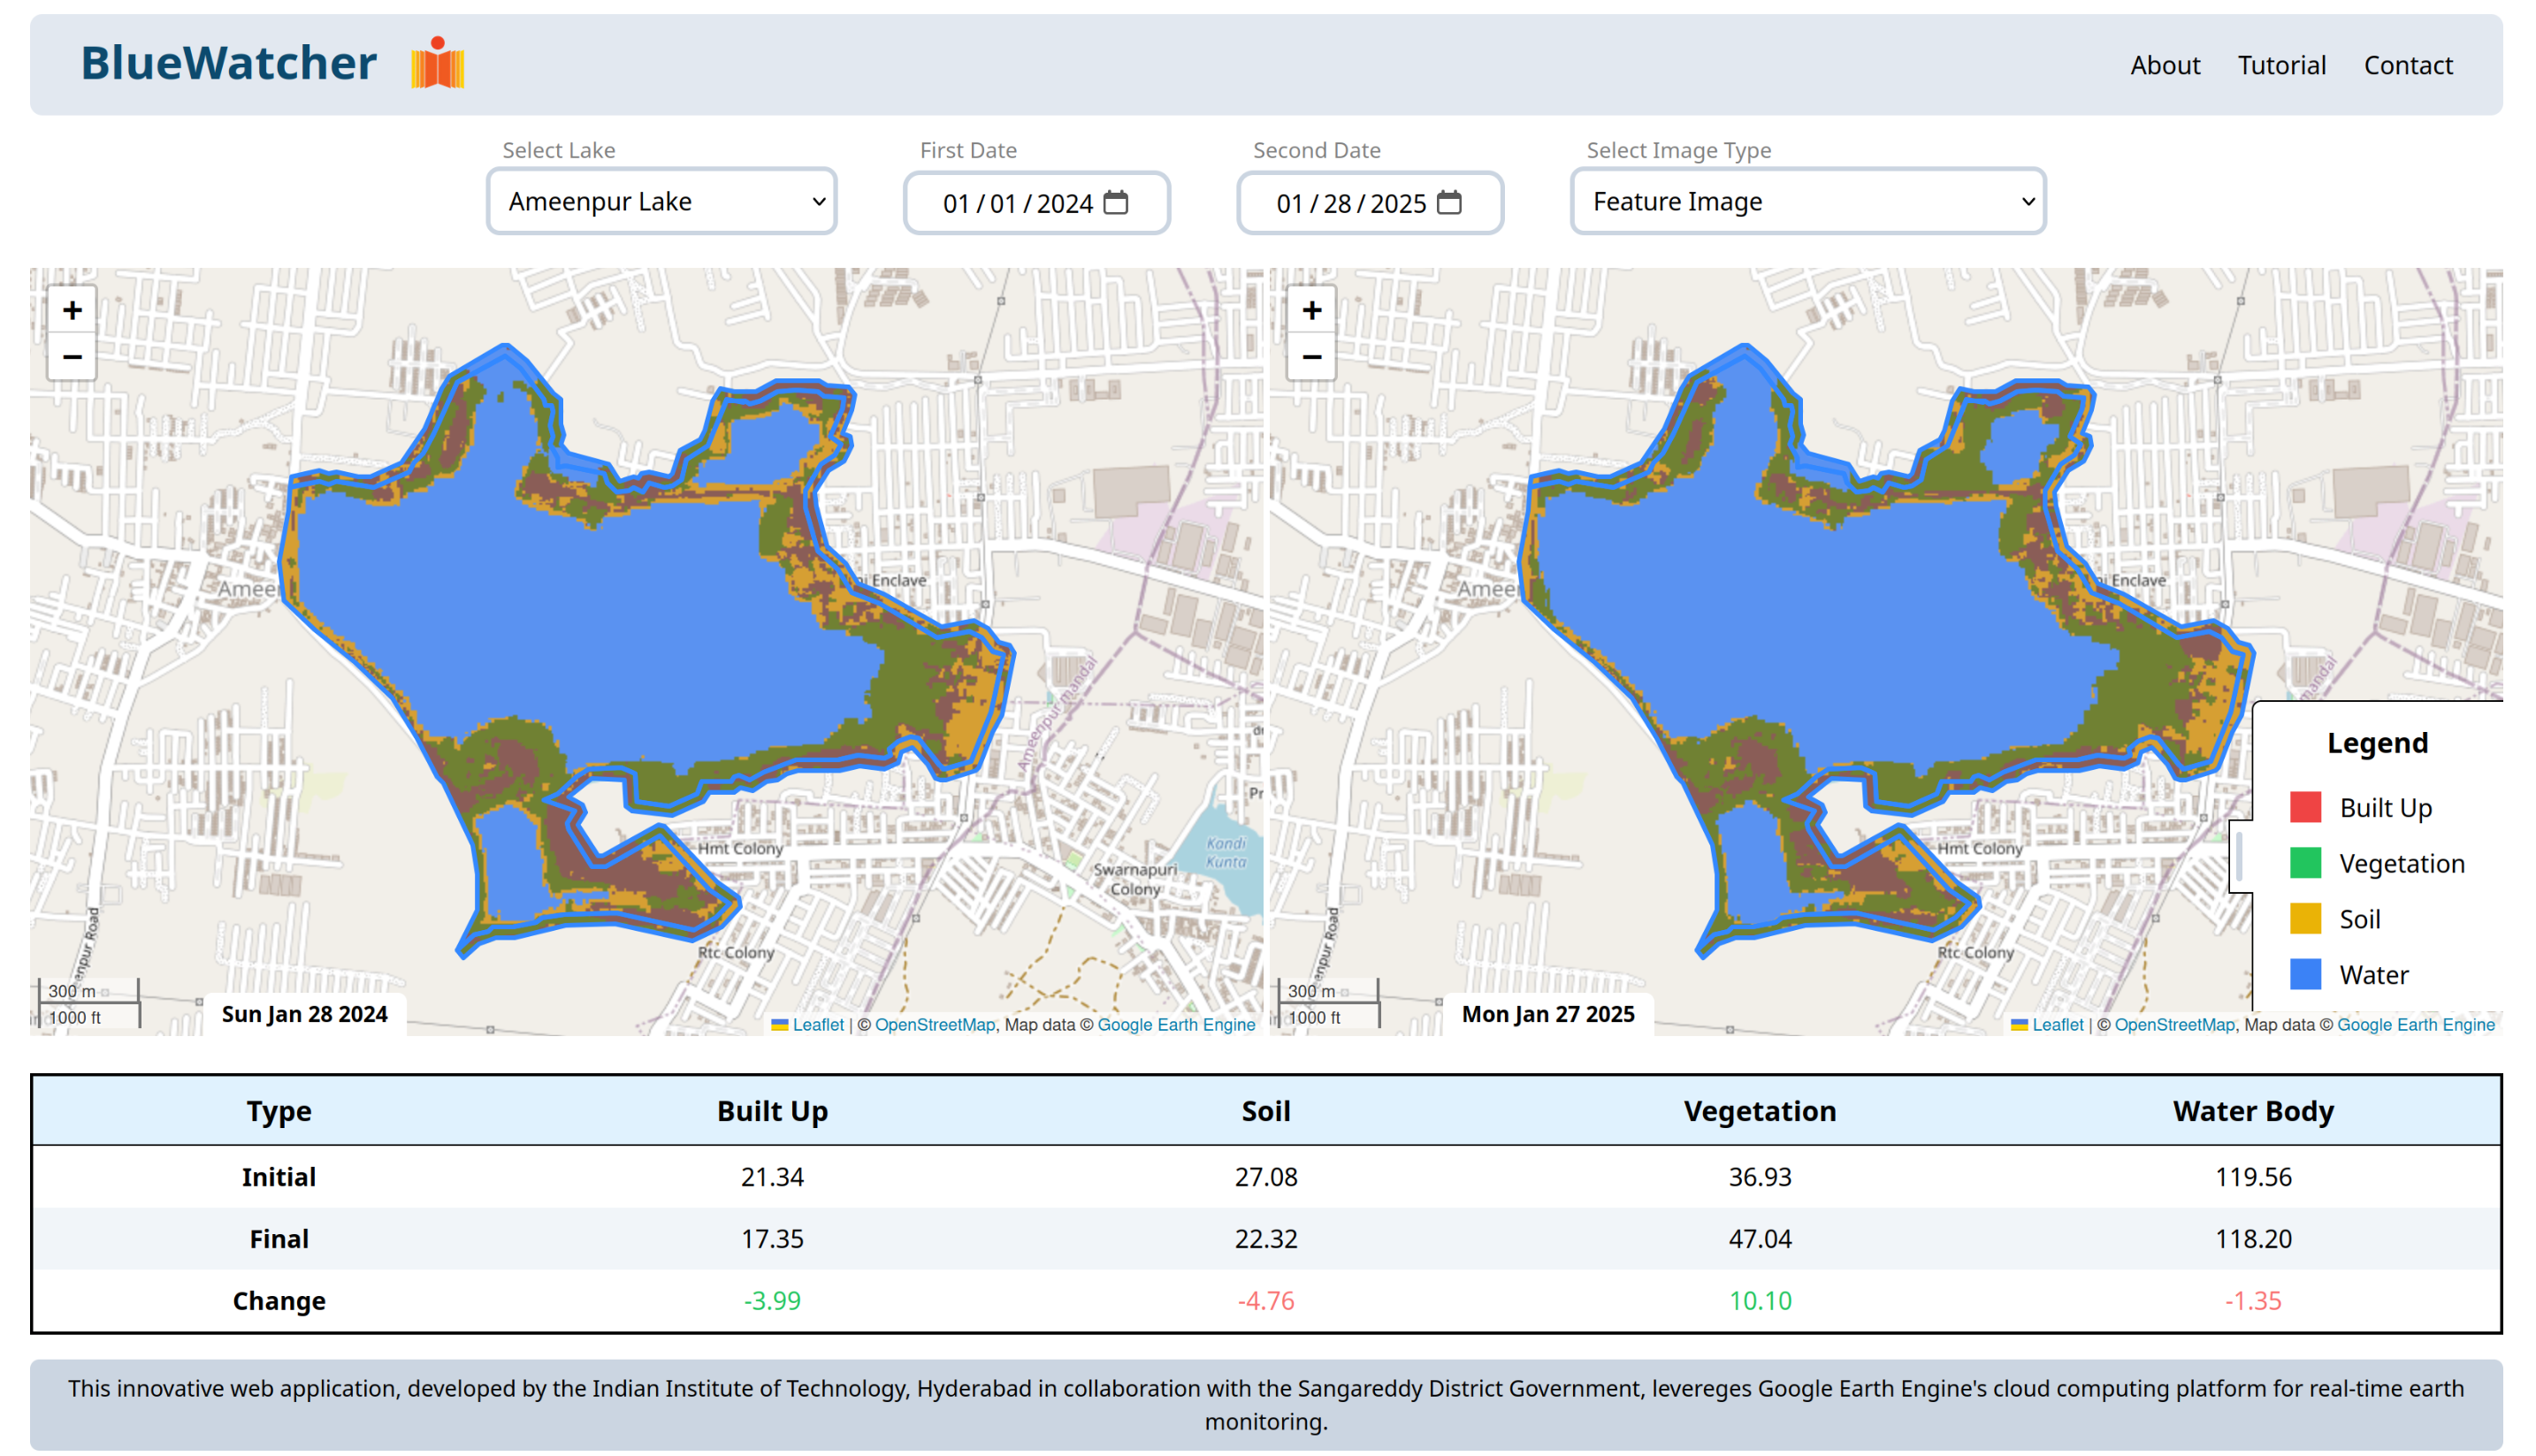 BlueWatcher
About Tutorial Contact
Select Lake First Date Second Date Select Image Type
Ameenpur Lake 01/01/2024 01/28/2025 Feature Image
+
−
Amee
i Enclave
Ameenpur mandal
Hmt Colony
Kandi
Kunta
Swarnapuri
Colony
Rtc Colony
enpur Road
300 m
1000 ft
Sun Jan 28 2024
Leaflet | © OpenStreetMap, Map data © Google Earth Engine
+
−
Amee
i Enclave
mandal
Hmt Colony
Rtc Colony
enpur Road
300 m
1000 ft
Mon Jan 27 2025
Legend
Built Up
Vegetation
Soil
Water
Leaflet | © OpenStreetMap, Map data © Google Earth Engine
Type Built Up Soil Vegetation Water Body
Initial 21.34 27.08 36.93 119.56
Final 17.35 22.32 47.04 118.20
Change -3.99 -4.76 10.10 -1.35
This innovative web application, developed by the Indian Institute of Technology, Hyderabad in collaboration with the Sangareddy District Government, levereges Google Earth Engine's cloud computing platform for real-time earth
monitoring.